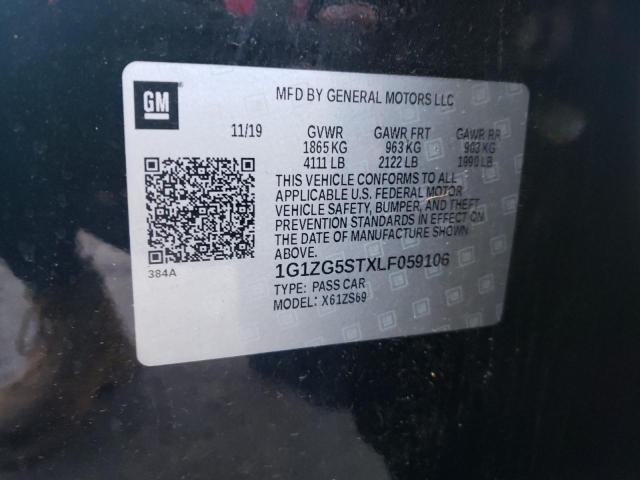 GM
MFD BY GENERAL MOTORS LLC
11/19 GVWR GAWR FRT GAWR RR
1865 KG 963 KG 903 KG
4111 LB 2122 LB 1990 LB
THIS VEHICLE CONFORMS TO ALL
APPLICABLE U.S. FEDERAL MOTOR
VEHICLE SAFETY, BUMPER, AND THEFT
PREVENTION STANDARDS IN EFFECT ON
THE DATE OF MANUFACTURE SHOWN
ABOVE.
384A
1G1ZG5STXLF059106
TYPE: PASS CAR
MODEL: X61ZS69